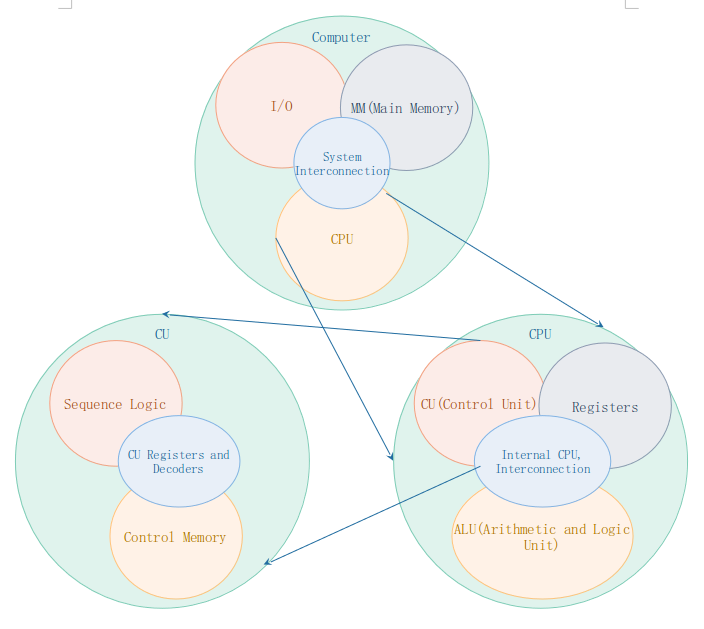 Computer
I/O
MM(Main Memory)
System
Interconnection
CPU
CU
Sequence Logic
CU Registers and
Decoders
Control Memory
CPU
CU(Control Unit)
Registers
Internal CPU,
Interconnection
ALU(Arithmetic and Logic
Unit)